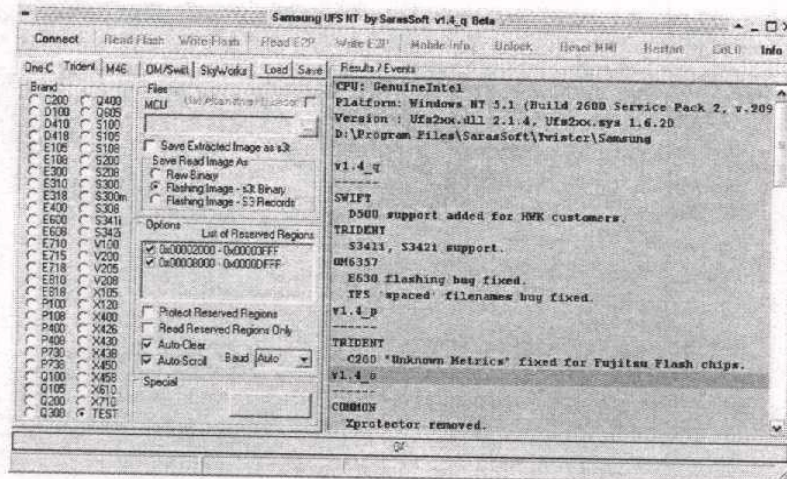 Samsung UFS NT by SarasSoft v1.4_q Beta
Connect Read Flash Write Flash Read E2P Write E2P Mobile Info Unlock Reset MMI Restart Info
One-C Trident M46 OM/Swift SkyWorks Load Save Results / Events
Brand
C200 Q400
D100 Q605
D410 S100
D418 S105
E105 S108
E108 S200
E300 S208
E310 S300
E318 S300m
E400 S308
E600 S341i
E608 S342i
E710 V100
E715 V200
E718 V205
E810 V208
E818 X105
P100 X120
P108 X400
P400 X426
P408 X430
P730 X438
P738 X450
Q100 X458
Q105 X610
Q200 X710
Q308 TEST
Files
MCU
Save Extracted Image as s3t
Save Read Image As
Raw Binary
Flashing Image - s3t Binary
Flashing Image - S3 Records
Options
List of Reserved Regions
0x00002000 - 0x00003FFF
0x00008000 - 0x0000DFFF
Protect Reserved Regions
Read Reserved Regions Only
Auto-Clear
Auto-Scroll Baud Auto
Special
CPU: GenuineIntel
Platform: Windows NT 5.1 (Build 2600 Service Pack 2, v.209
Version : Ufs2xx.dll 2.1.4, Ufs2xx.sys 1.6.20
D:\Program Files\SarasSoft\Twister\Samsung
v1.4_q
------
SWIFT
D500 support added for HWK customers.
TRIDENT
S341i, S342i support.
OM6357
E630 flashing bug fixed.
TFS 'spaced' filenames bug fixed.
v1.4_p
------
TRIDENT
C200 "Unknown Metrics" fixed for Fujitsu Flash chips.
v1.4_o
------
COMMON
Xprotector removed.